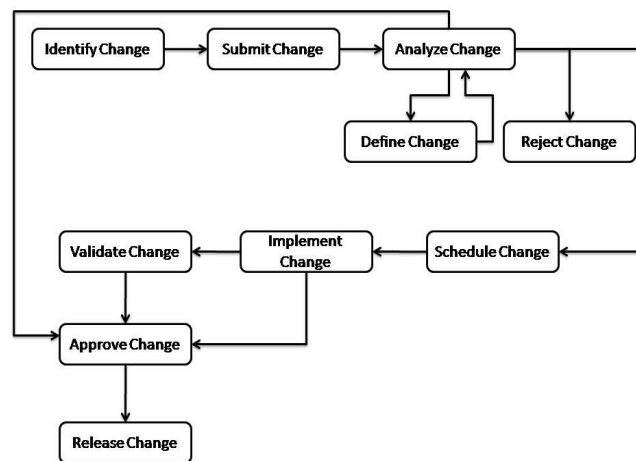 Identify Change
Submit Change
Analyze Change
Define Change
Reject Change
Validate Change
Implement
Change
Schedule Change
Approve Change
Release Change